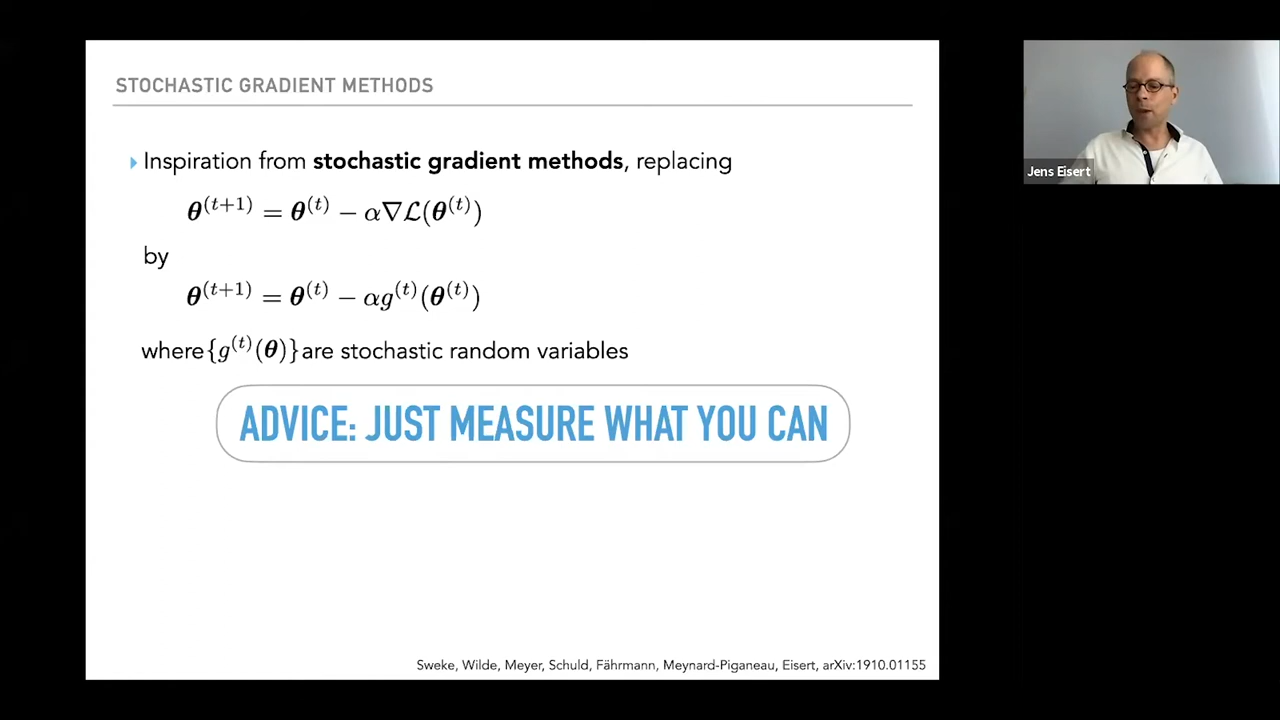 STOCHASTIC GRADIENT METHODS
Inspiration from stochastic gradient methods, replacing
θ^(t+1) = θ^(t) − α∇ℒ(θ^(t))
by
θ^(t+1) = θ^(t) − αg^(t)(θ^(t))
where {g^(t)(θ)} are stochastic random variables
ADVICE: JUST MEASURE WHAT YOU CAN
Sweke, Wilde, Meyer, Schuld, Fährmann, Meynard-Piganeau, Eisert, arXiv:1910.01155
Jens Eisert